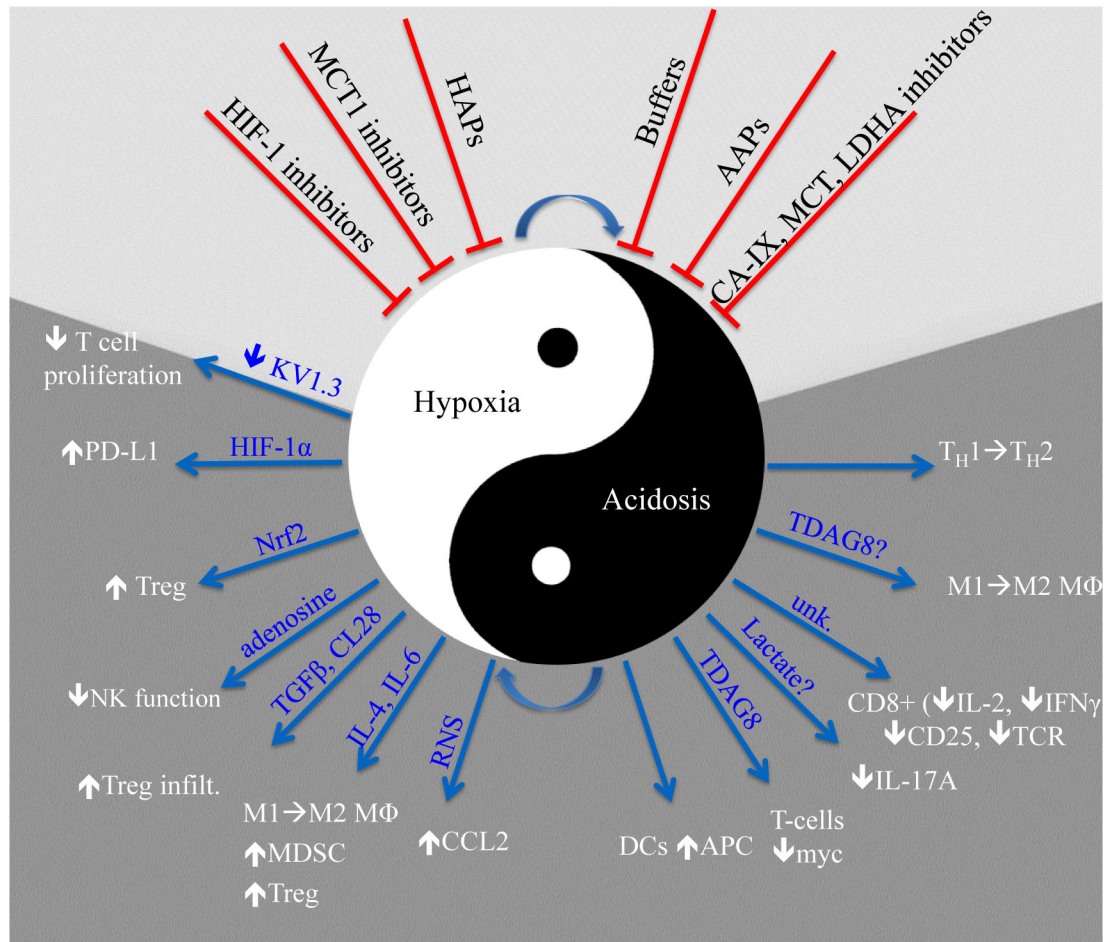 HIF-1 inhibitors
MCT1 inhibitors
HAPs
Buffers
AAPs
CA-IX, MCT, LDHA inhibitors
Hypoxia
Acidosis
↓ KV1.3
↓ T cell
proliferation
HIF-1α
↑PD-L1
Nrf2
↑ Treg
adenosine
↓NK function
TGFβ, CL28
↑Treg infilt.
IL-4, IL-6
M1→M2 MΦ
↑MDSC
↑Treg
RNS
↑CCL2
DCs ↑APC
TDAG8
T-cells
↓myc
Lactate?
↓IL-17A
unk.
CD8+ (↓IL-2, ↓IFNγ
↓CD25, ↓TCR
TDAG8?
M1→M2 MΦ
TH1→TH2